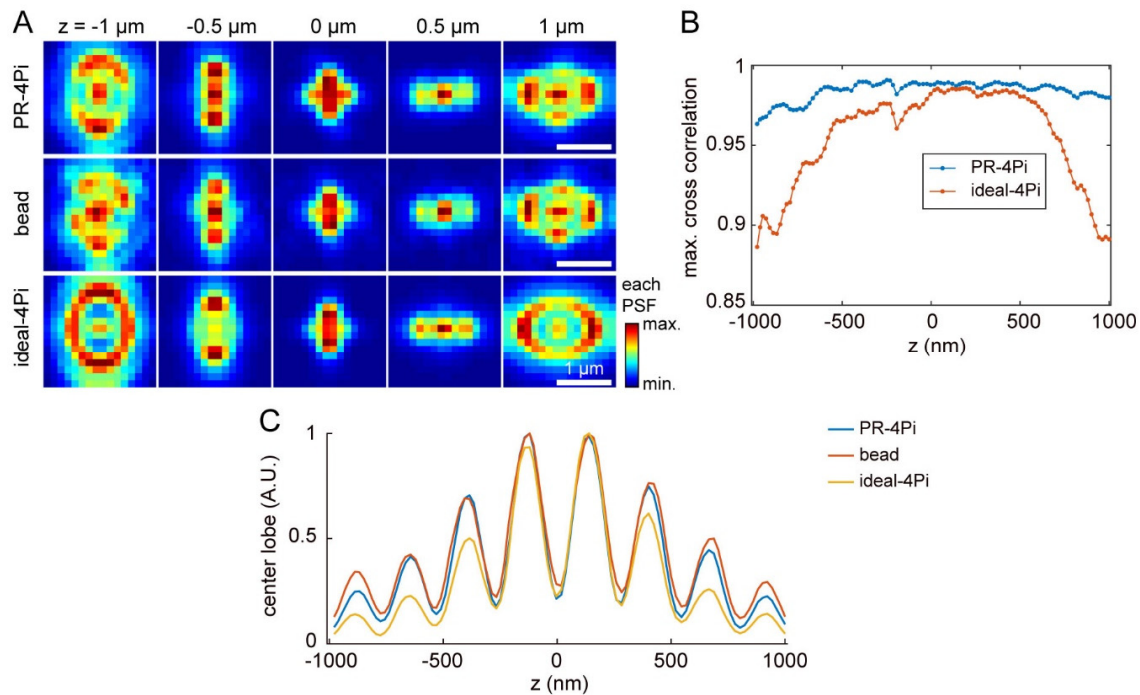 A
z = -1 µm -0.5 µm 0 µm 0.5 µm 1 µm
PR-4Pi
bead
ideal-4Pi
each
PSF
max.
min.
1 µm
B
max. cross correlation
1
0.95
0.9
0.85
-1000 -500 0 500 1000
z (nm)
PR-4Pi
ideal-4Pi
C
center lobe (A.U.)
1
0.5
0
-1000 -500 0 500 1000
z (nm)
PR-4Pi
bead
ideal-4Pi